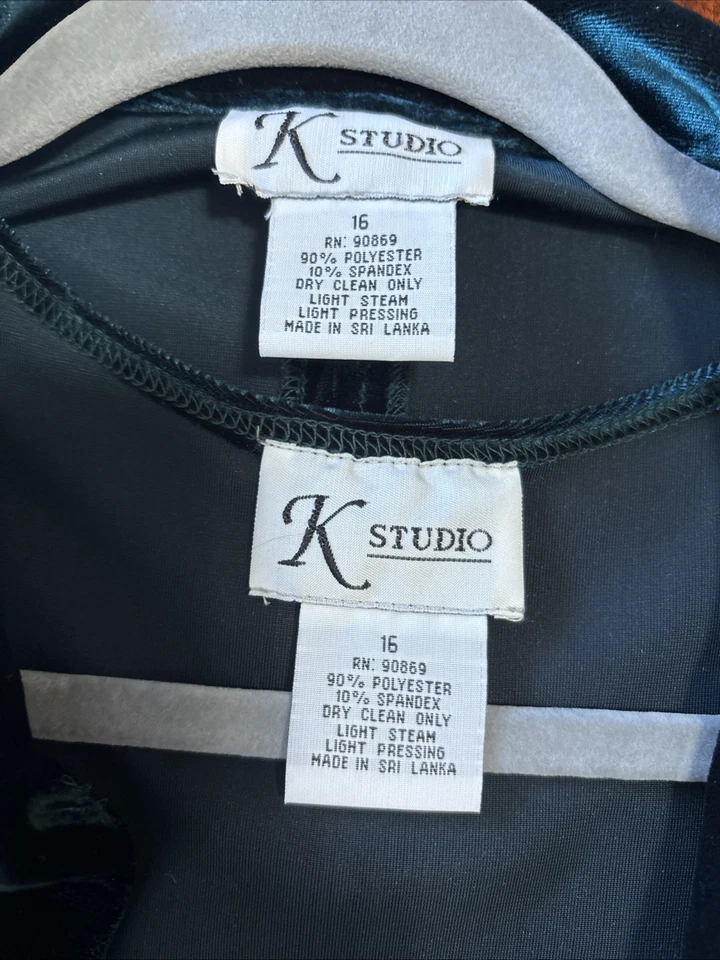 K STUDIO
16
RN: 90869
90% POLYESTER
10% SPANDEX
DRY CLEAN ONLY
LIGHT STEAM
LIGHT PRESSING
MADE IN SRI LANKA
K STUDIO
16
RN: 90869
90% POLYESTER
10% SPANDEX
DRY CLEAN ONLY
LIGHT STEAM
LIGHT PRESSING
MADE IN SRI LANKA